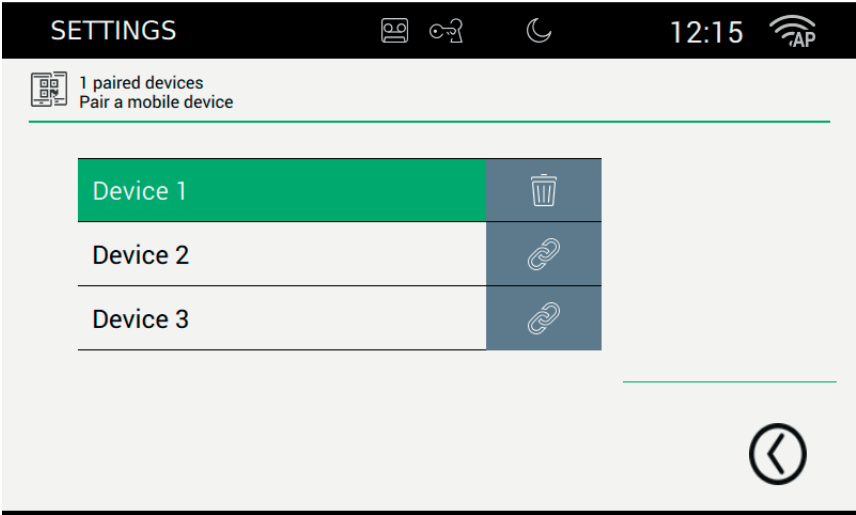 SETTINGS
12:15
AP
1 paired devices
Pair a mobile device
Device 1
Device 2
Device 3